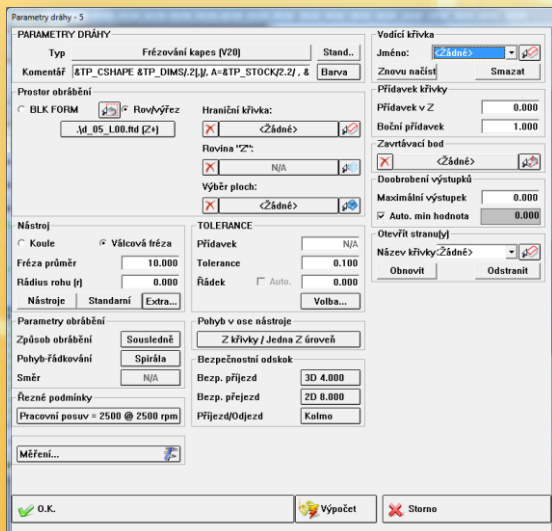 Parametry dráhy - 5
PARAMETRY DRÁHY
Typ Frézování kapes (V20) Stand..
Komentář &TP_CSHAPE &TP_DIMS/.2[.]/, A=&TP_STOCK/2.2/ , & Barva
Prostor obrábění
BLK FORM Rov/výřez
.\d_05_L00.ftd (Z+)
Hraniční křivka:
<Žádné>
Rovina "Z":
N/A
Výběr ploch:
<Žádné>
Nástroj
Koule Válcová fréza
Fréza průměr 10.000
Rádius rohu (r) 0.000
Nástroje Standarní Extra...
TOLERANCE
Přídavek N/A
Tolerance 0.100
Řádek Auto. 0.000
Volba...
Parametry obrábění
Způsob obrábění Sousledně
Pohyb-řádkování Spirála
Směr N/A
Pohyb v ose nástroje
Z křivky / Jedna Z úroveň
Bezpečnostní odskok
Bezp. příjezd 3D 4.000
Bezp. přejezd 2D 8.000
Příjezd/Odjezd Kolmo
Řezné podmínky
Pracovní posuv = 2500 @ 2500 rpm
Měření...
Vodící křivka
Jméno: <Žádné>
Znovu načíst Smazat
Přídavek křivky
Přídavek v Z 0.000
Boční přídavek 1.000
Zavrtávací bod
<Žádné>
Doobrobení výstupků
Maximální výstupek 0.000
Auto. min hodnota 0.000
Otevřít stranu(y)
Název křivky: <Žádné>
Obnovit Odstranit
O.K. Výpočet Storno